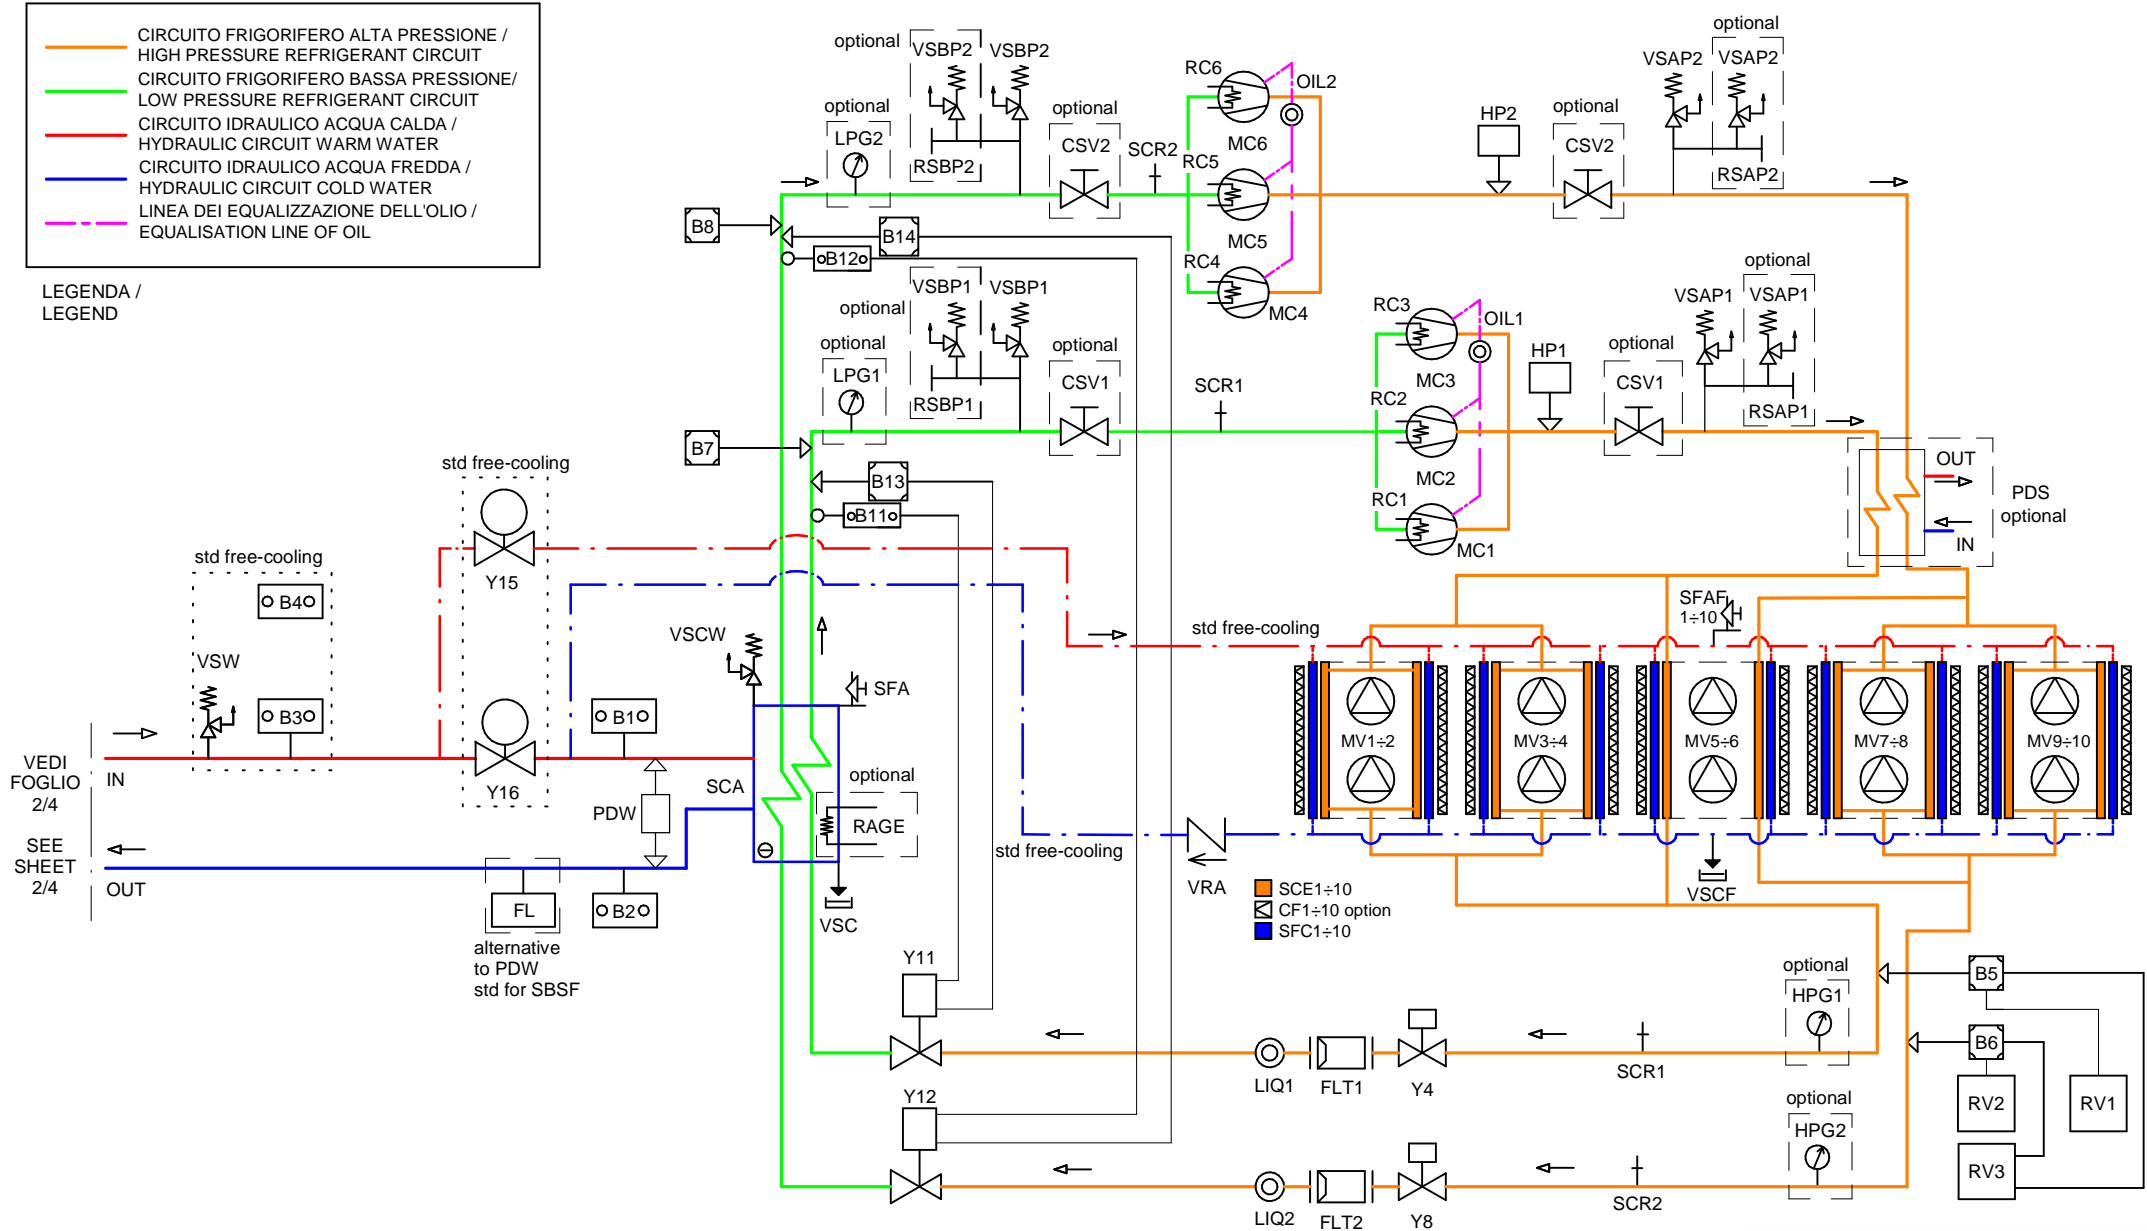 CIRCUITO FRIGORIFERO ALTA PRESSIONE /
HIGH PRESSURE REFRIGERANT CIRCUIT
CIRCUITO FRIGORIFERO BASSA PRESSIONE/
LOW PRESSURE REFRIGERANT CIRCUIT
CIRCUITO IDRAULICO ACQUA CALDA /
HYDRAULIC CIRCUIT WARM WATER
CIRCUITO IDRAULICO ACQUA FREDDA /
HYDRAULIC CIRCUIT COLD WATER
LINEA DEI EQUALIZZAZIONE DELL'OLIO /
EQUALISATION LINE OF OIL
LEGENDA /
LEGEND
optional
VSBP2
VSBP2
optional
LPG2
RSBP2
optional
CSV2
SCR2
RC6
OIL2
MC6
RC5
MC5
RC4
MC4
HP2
optional
CSV2
VSAP2
optional
VSAP2
RSAP2
B8
B14
B12
optional
VSBP1
VSBP1
optional
LPG1
RSBP1
optional
CSV1
SCR1
RC3
OIL1
MC3
RC2
MC2
RC1
MC1
HP1
optional
CSV1
VSAP1
optional
VSAP1
RSAP1
B7
B13
B11
OUT
IN
PDS
optional
std free-cooling
Y15
std free-cooling
B4
VSW
B3
Y16
B1
VSCW
SFA
SCA
optional
RAGE
PDW
VSC
VEDI
FOGLIO
2/4
IN
SEE
SHEET
2/4
OUT
FL
B2
alternative
to PDW
std for SBSF
std free-cooling
SFAF
1÷10
MV1÷2
MV3÷4
MV5÷6
MV7÷8
MV9÷10
std free-cooling
VRA
VSCF
SCE1÷10
CF1÷10 option
SFC1÷10
Y11
Y12
LIQ1
FLT1
Y4
SCR1
optional
HPG1
B5
B6
RV2
RV1
RV3
LIQ2
FLT2
Y8
SCR2
optional
HPG2